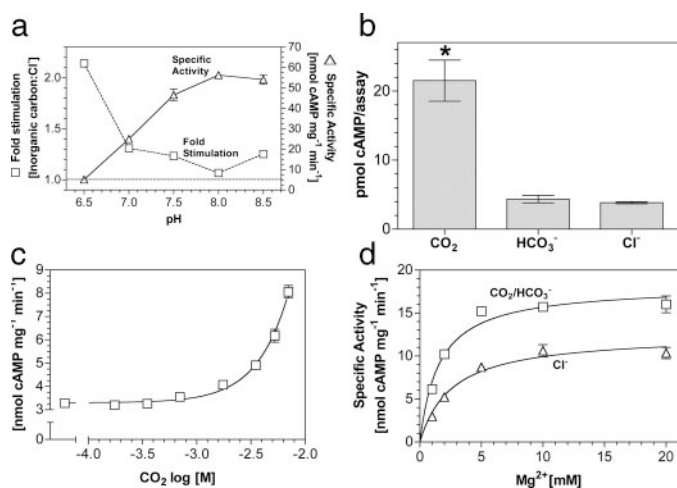 a
□ Fold stimulation
[Inorganic carbon:Cl⁻]
2.0
1.5
1.0
Specific
Activity
Fold
Stimulation
70
60
50
40
30
20
10
0
△ Specific Activity
[nmol cAMP mg⁻¹ min⁻¹]
6.5 7.0 7.5 8.0 8.5
pH
b
pmol cAMP/assay
20
10
0
*
CO₂ HCO₃⁻ Cl⁻
c
[nmol cAMP mg⁻¹ min⁻¹]
9
8
7
6
5
4
3
0
-4.0 -3.5 -3.0 -2.5 -2.0
CO₂ log [M]
d
Specific Activity
[nmol cAMP mg⁻¹ min⁻¹]
20
15
10
5
0
CO₂/HCO₃⁻
Cl⁻
0 5 10 15 20
Mg²⁺ [mM]